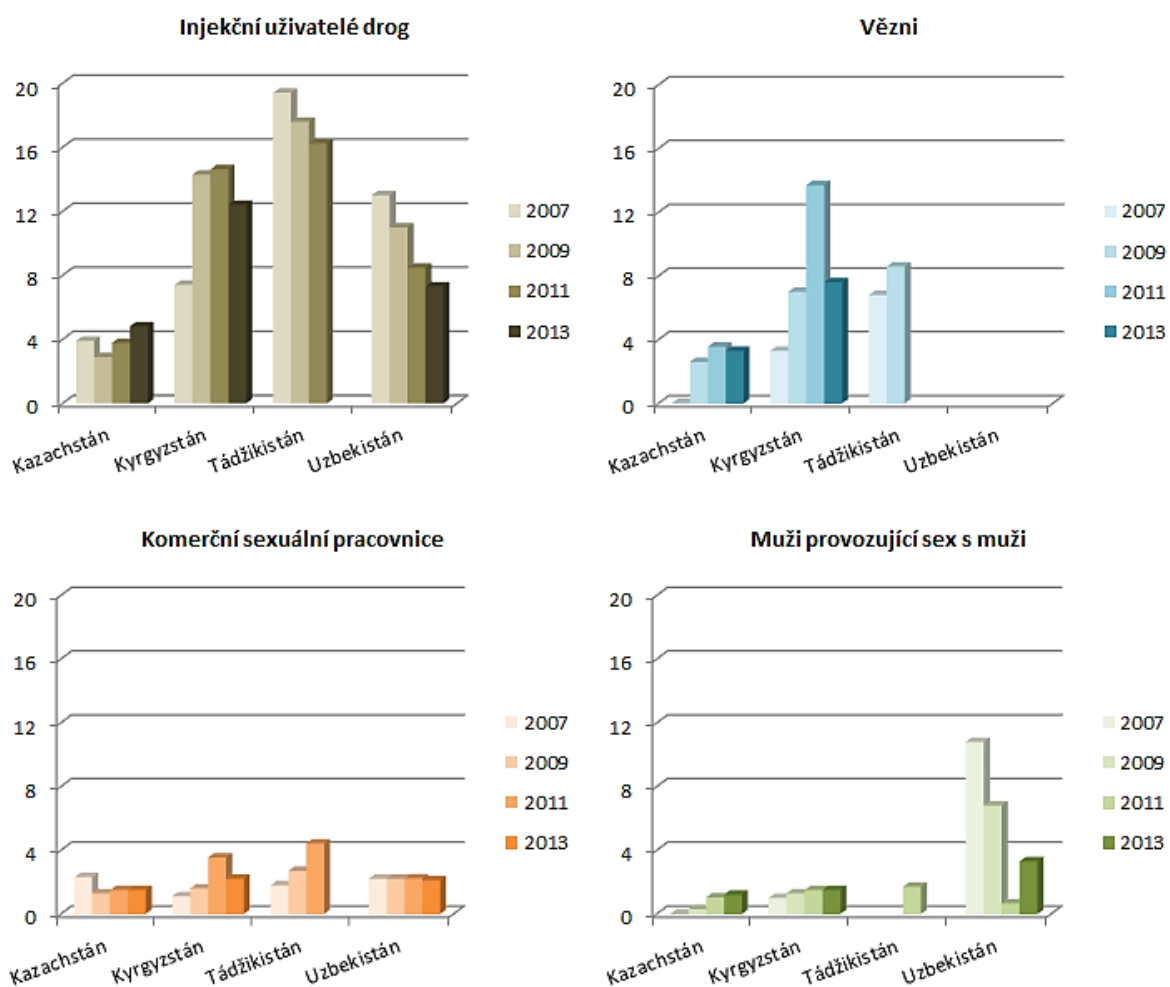 Injekční uživatelé drog
20
16
12
8
4
0
Kazachstán
Kyrgyzstán
Tádžikistán
Uzbekistán
2007
2009
2011
2013
Vězni
20
16
12
8
4
0
Kazachstán
Kyrgyzstán
Tádžikistán
Uzbekistán
2007
2009
2011
2013
Komerční sexuální pracovnice
20
16
12
8
4
0
Kazachstán
Kyrgyzstán
Tádžikistán
Uzbekistán
2007
2009
2011
2013
Muži provozující sex s muži
20
16
12
8
4
0
Kazachstán
Kyrgyzstán
Tádžikistán
Uzbekistán
2007
2009
2011
2013